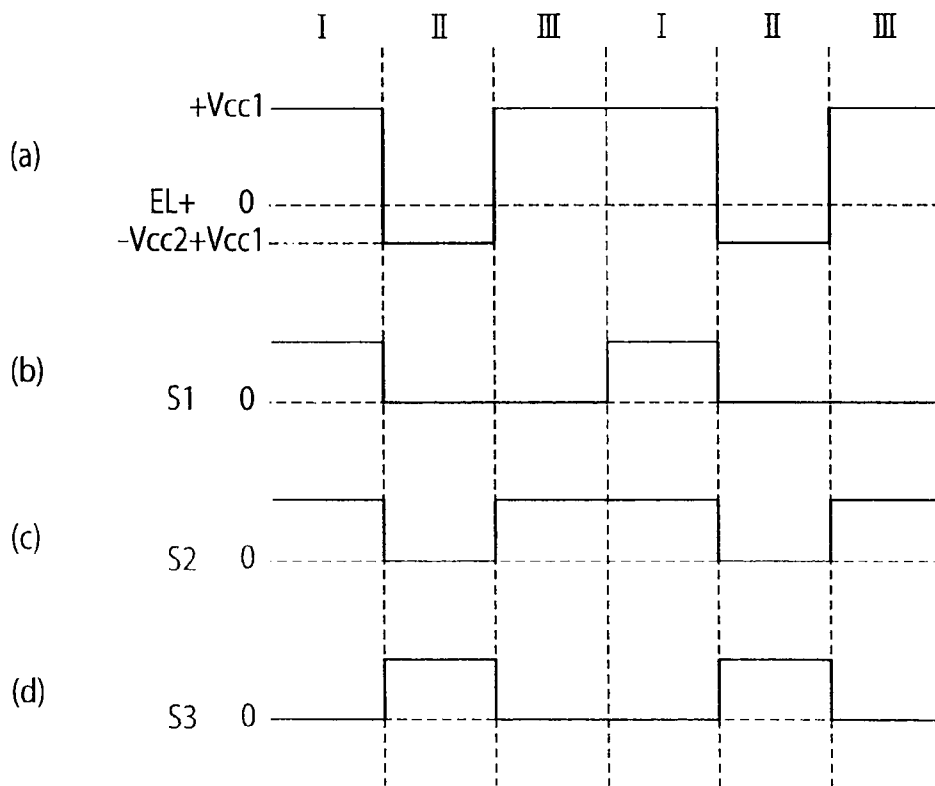 I II III I II III
+Vcc1
(a)
EL+ 0
-Vcc2+Vcc1
(b)
S1 0
(c)
S2 0
(d)
S3 0